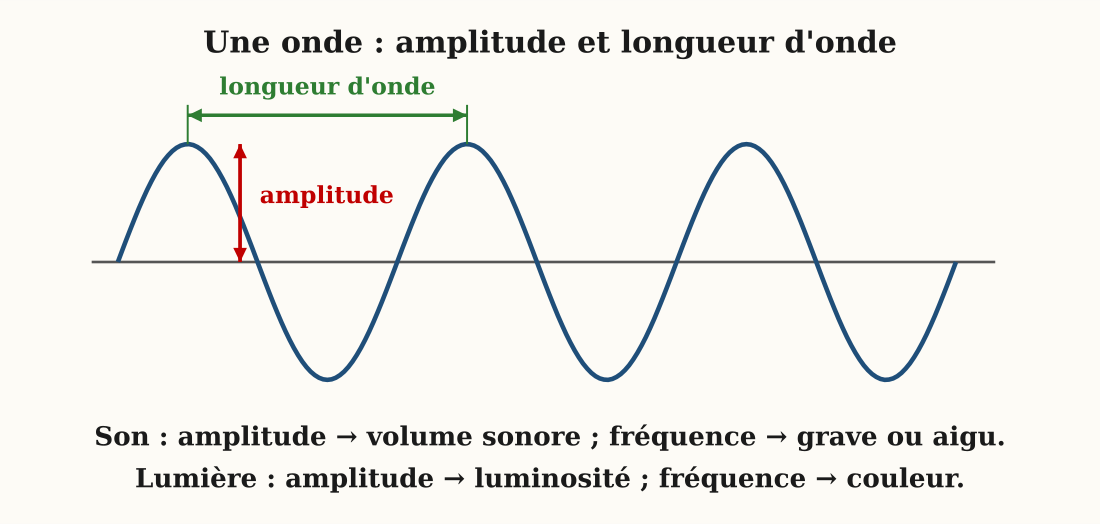 Une onde : amplitude et longueur d'onde
longueur d'onde
amplitude
Son : amplitude → volume sonore ; fréquence → grave ou aigu.
Lumière : amplitude → luminosité ; fréquence → couleur.